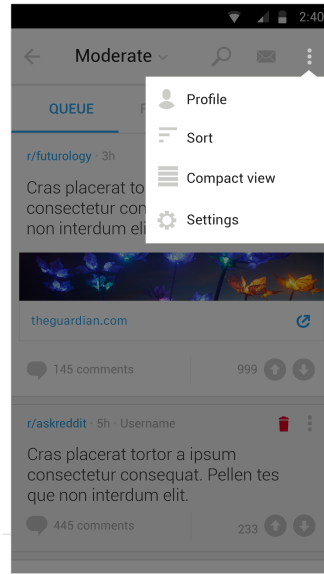 2:40
Moderate
QUEUE
Profile
Sort
Compact view
Settings
r/futurology · 3h
Cras placerat to
consectetur con
non interdum eli
theguardian.com
145 comments
999
r/askreddit · 5h · Username
Cras placerat tortor a ipsum
consectetur consequat. Pellen tes
que non interdum elit.
445 comments
233